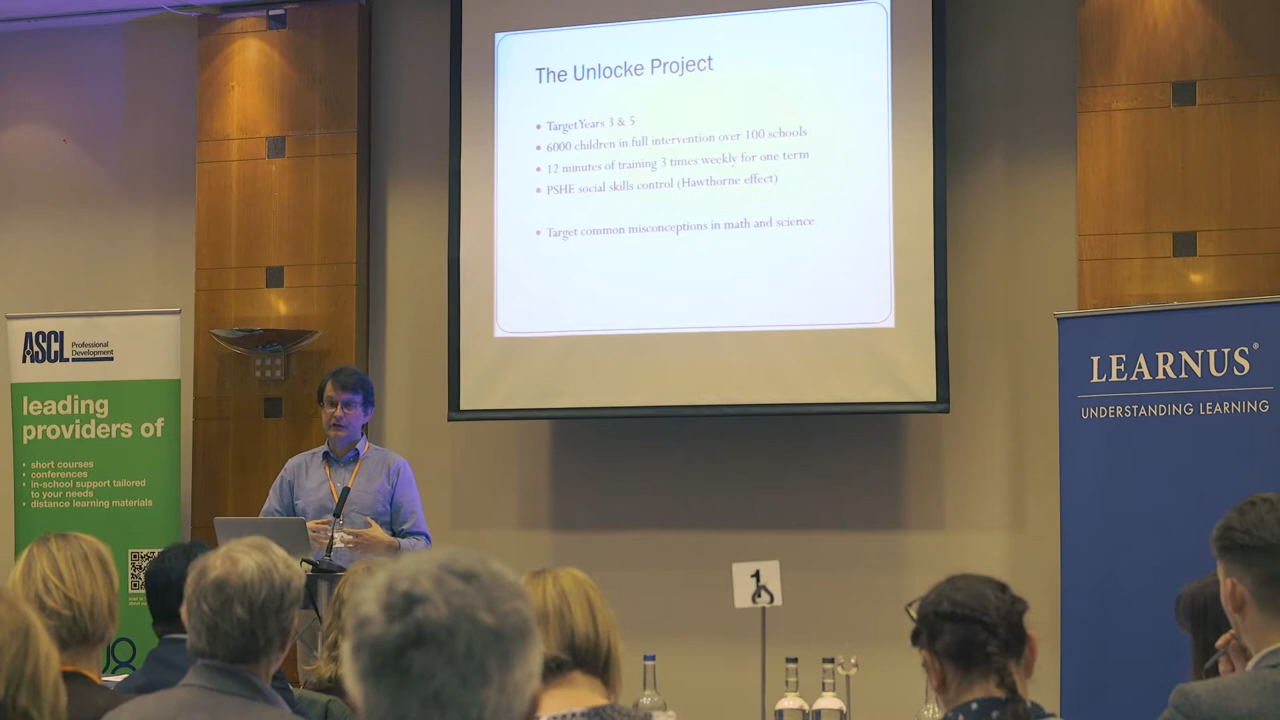 The Unlocke Project
• Target Years 3 & 5
• 6000 children in full intervention over 100 schools
• 12 minutes of training 3 times weekly for one term
• PSHE social skills control (Hawthorne effect)
• Target common misconceptions in math and science
ASCL Professional
Development
leading
providers of
• short courses
• conferences
• in-school support tailored
to your needs
• distance learning materials
LEARNUS®
UNDERSTANDING LEARNING